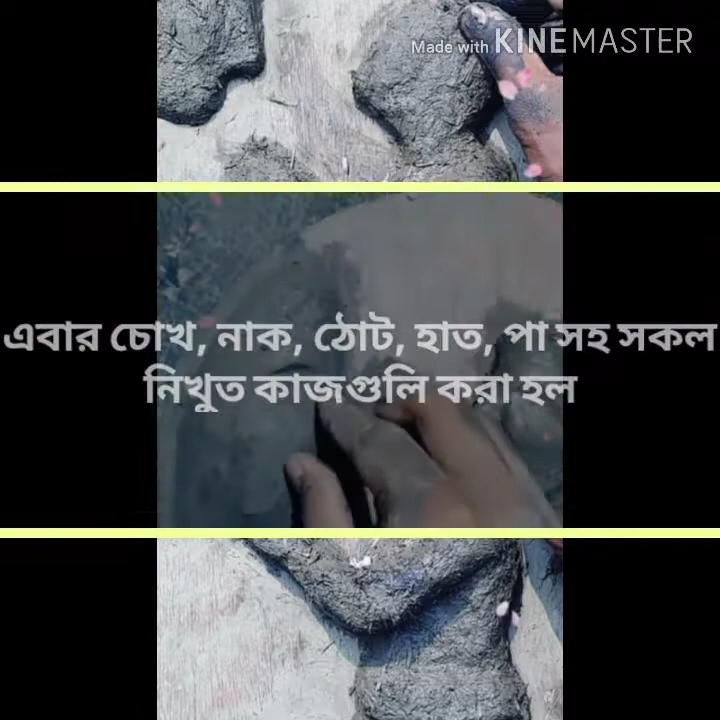 Made with KINEMASTER
এবার চোখ, নাক, ঠোট, হাত, পা সহ সকল
নিখুত কাজগুলি করা হল